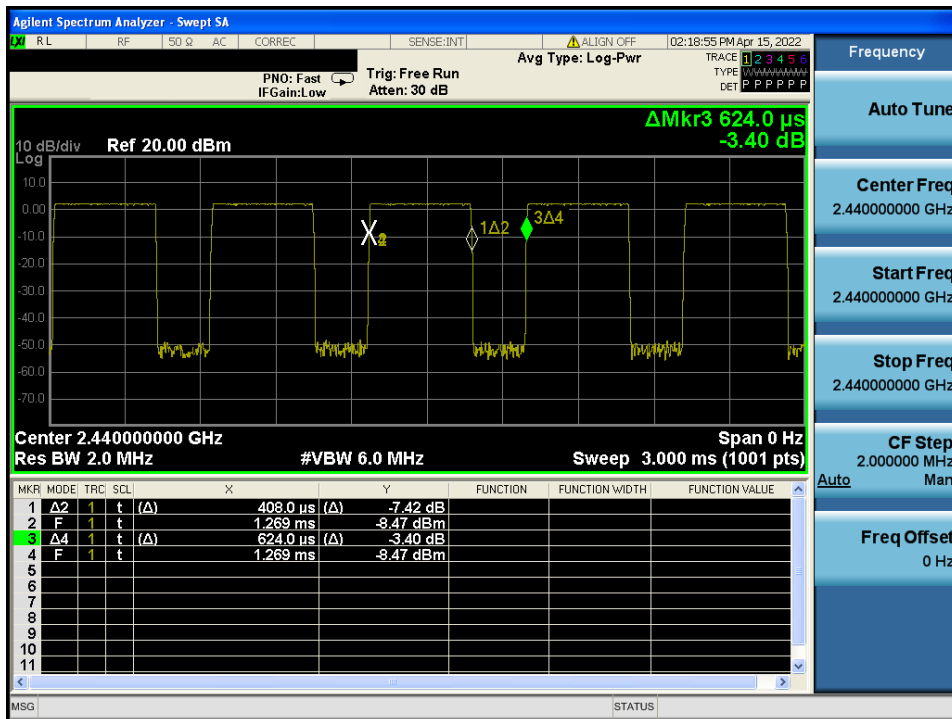 Agilent Spectrum Analyzer - Swept SA
LXI RL RF 50 Ω AC CORREC SENSE:INT ALIGN OFF 02:18:55 PM Apr 15, 2022
Frequency
Avg Type: Log-Pwr TRACE 1 2 3 4 5 6
PNO: Fast Trig: Free Run TYPE WWWWWW
IFGain:Low Atten: 30 dB DET P P P P P P
Auto Tune
ΔMkr3 624.0 µs
-3.40 dB
10 dB/div Ref 20.00 dBm
Log
10.0
0.00
-10.0
-20.0
-30.0
-40.0
-50.0
-60.0
-70.0
1Δ2
3Δ4
Center Freq
2.440000000 GHz
Start Freq
2.440000000 GHz
Stop Freq
2.440000000 GHz
Center 2.440000000 GHz Span 0 Hz
Res BW 2.0 MHz #VBW 6.0 MHz Sweep 3.000 ms (1001 pts)
CF Step
2.000000 MHz
Auto Man
Freq Offset
0 Hz
MKR MODE TRC SCL X Y FUNCTION FUNCTION WIDTH FUNCTION VALUE
1 Δ2 1 t (Δ) 408.0 µs (Δ) -7.42 dB
2 F 1 t 1.269 ms -8.47 dBm
3 Δ4 1 t (Δ) 624.0 µs (Δ) -3.40 dB
4 F 1 t 1.269 ms -8.47 dBm
5
6
7
8
9
10
11
MSG STATUS